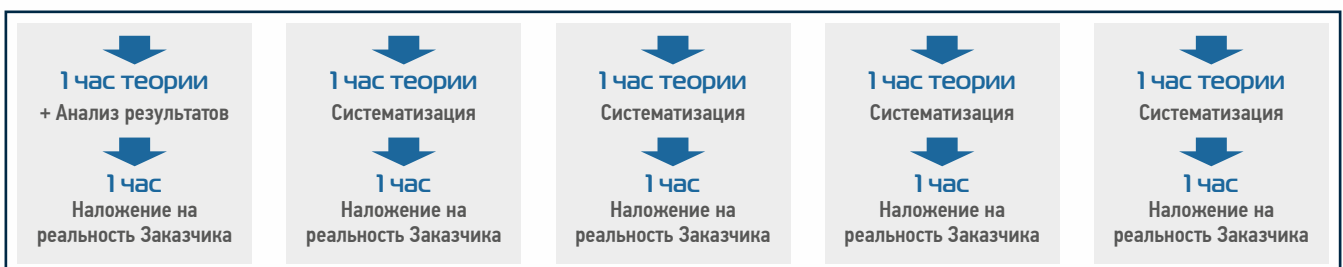 1 час теории
+ Анализ результатов
1 час
Наложение на
реальность Заказчика
1 час теории
Систематизация
1 час
Наложение на
реальность Заказчика
1 час теории
Систематизация
1 час
Наложение на
реальность Заказчика
1 час теории
Систематизация
1 час
Наложение на
реальность Заказчика
1 час теории
Систематизация
1 час
Наложение на
реальность Заказчика